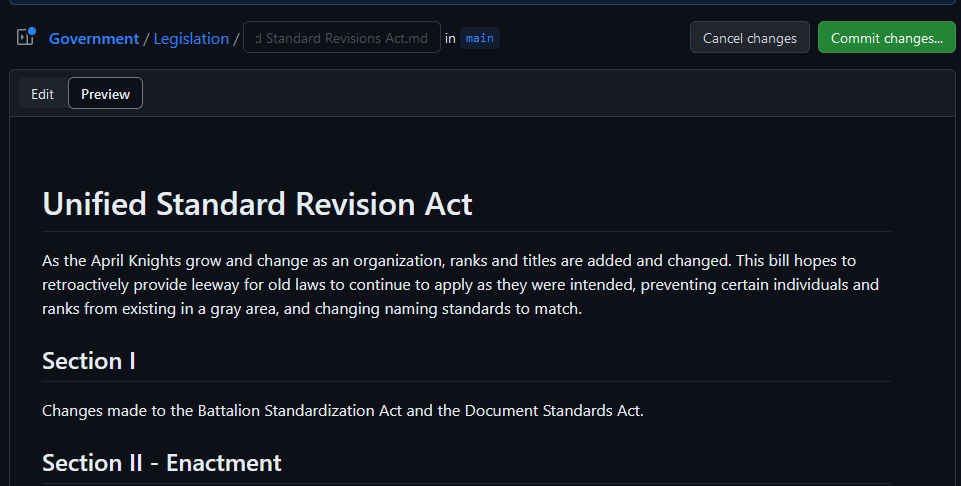 Government / Legislation / d Standard Revisions Act.md in main Cancel changes Commit changes...
Edit Preview
Unified Standard Revision Act
As the April Knights grow and change as an organization, ranks and titles are added and changed. This bill hopes to
retroactively provide leeway for old laws to continue to apply as they were intended, preventing certain individuals and
ranks from existing in a gray area, and changing naming standards to match.
Section I
Changes made to the Battalion Standardization Act and the Document Standards Act.
Section II - Enactment